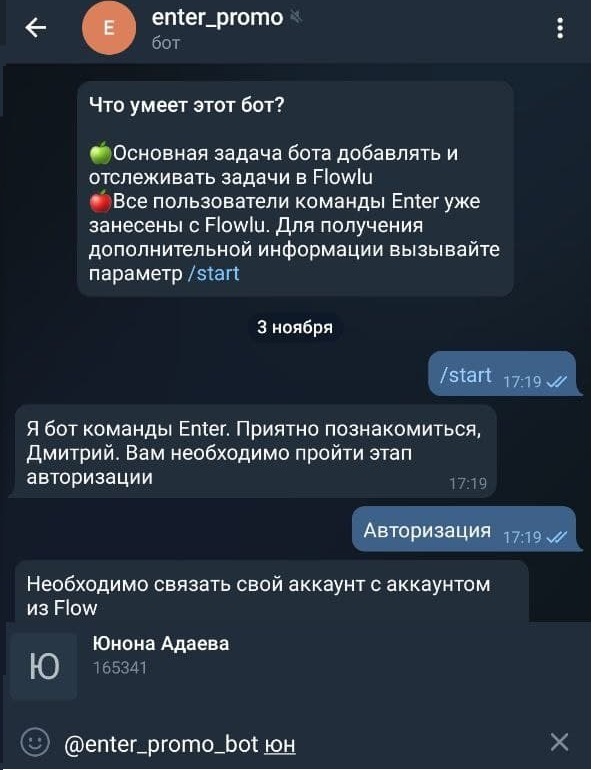 E
enter_promo
бот
Что умеет этот бот?
🍏Основная задача бота добавлять и
отслеживать задачи в Flowlu
🍎Все пользователи команды Enter уже
занесены с Flowlu. Для получения
дополнительной информации вызывайте
параметр /start
3 ноября
/start 17:19
Я бот команды Enter. Приятно познакомиться,
Дмитрий. Вам необходимо пройти этап
авторизации 17:19
Авторизация 17:19
Необходимо связать свой аккаунт с аккаунтом
из Flow
Ю
Юнона Адаева
165341
@enter_promo_bot юн